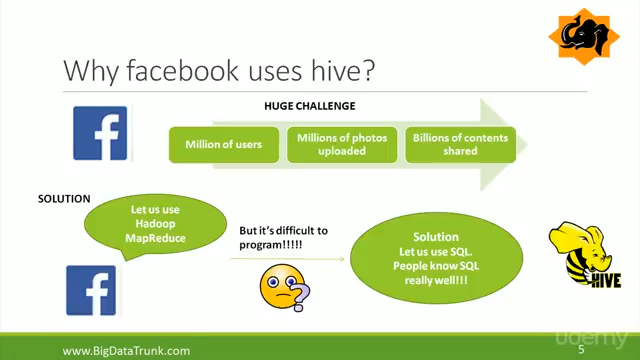 Why facebook uses hive?
HUGE CHALLENGE
Million of users
Millions of photos
uploaded
Billions of contents
shared
SOLUTION
Let us use
Hadoop
MapReduce
But it's difficult to
program!!!!!
Solution
Let us use SQL.
People know SQL
really well!!!
HIVE
udemy
www.BigDataTrunk.com
5